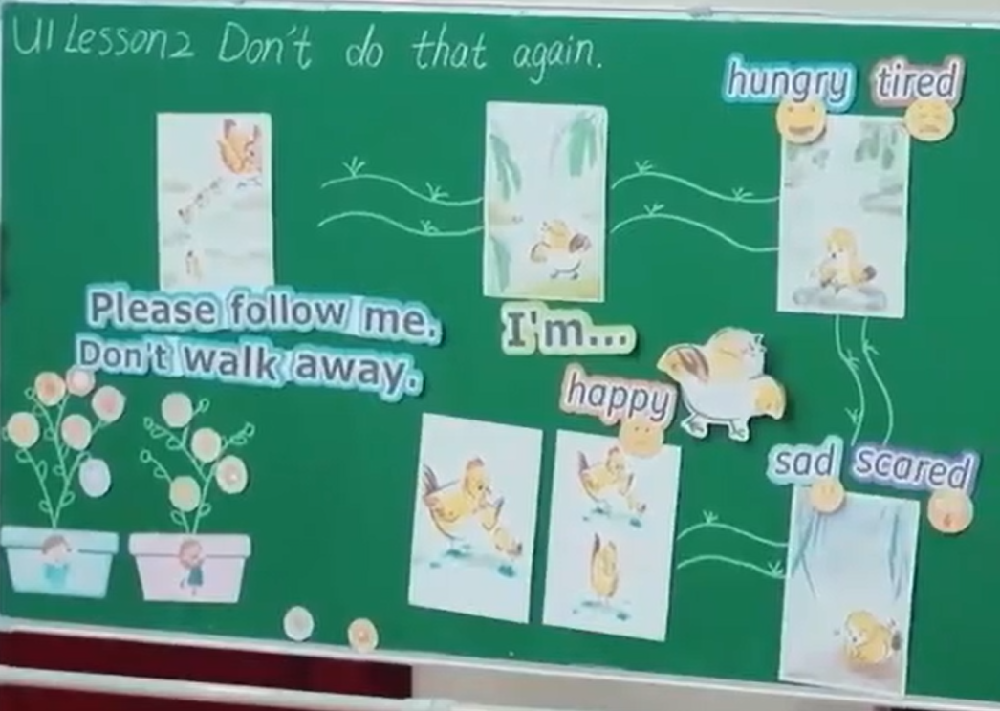 U1 Lesson2 Don't do that again.
hungry tired
Please follow me.
Don't walk away.
I'm...
happy
sad scared